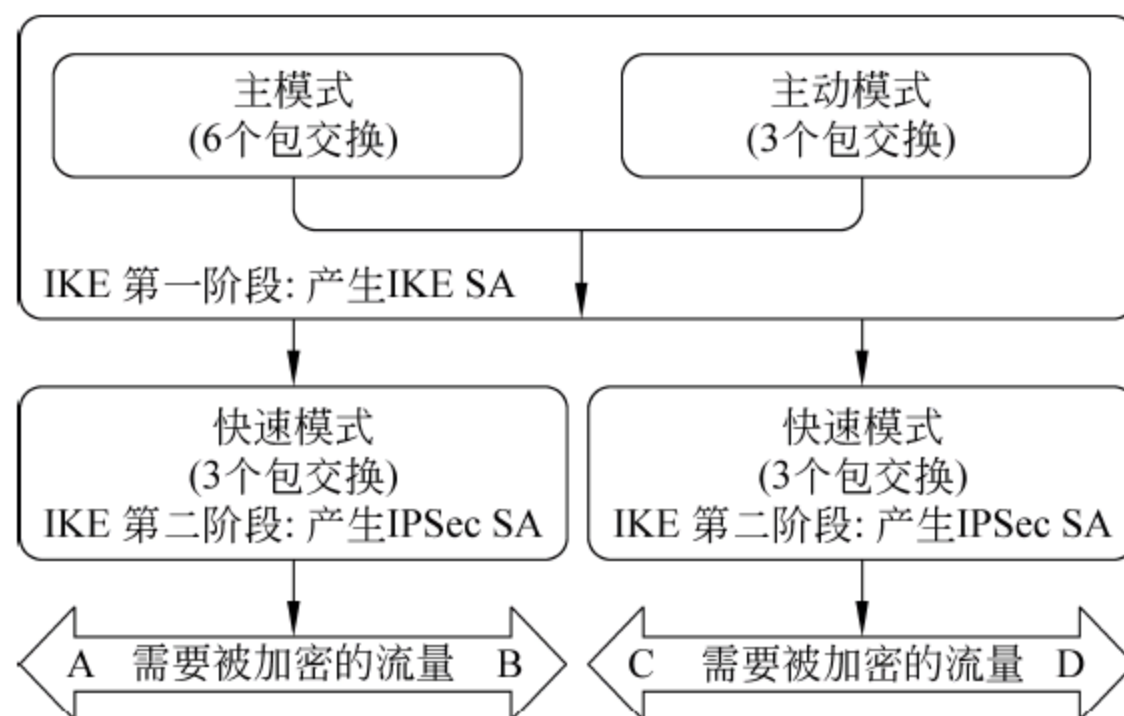 主模式
(6个包交换)
主动模式
(3个包交换)
IKE 第一阶段: 产生IKE SA
快速模式
(3个包交换)
IKE 第二阶段: 产生IPSec SA
快速模式
(3个包交换)
IKE 第二阶段: 产生IPSec SA
A 需要被加密的流量 B
C 需要被加密的流量 D